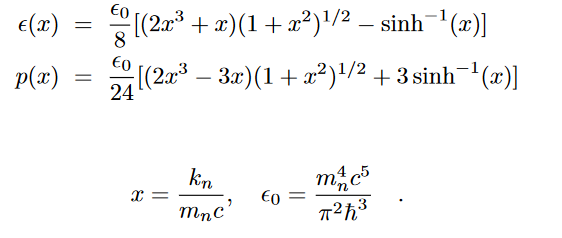 ϵ(x) = ϵ₀/8 [(2x³ + x)(1 + x²)^{1/2} − sinh⁻¹(x)]
p(x) = ϵ₀/24 [(2x³ − 3x)(1 + x²)^{1/2} + 3 sinh⁻¹(x)]
x = kₙ/(mₙc), ϵ₀ = mₙ⁴c⁵/(π²ℏ³) .